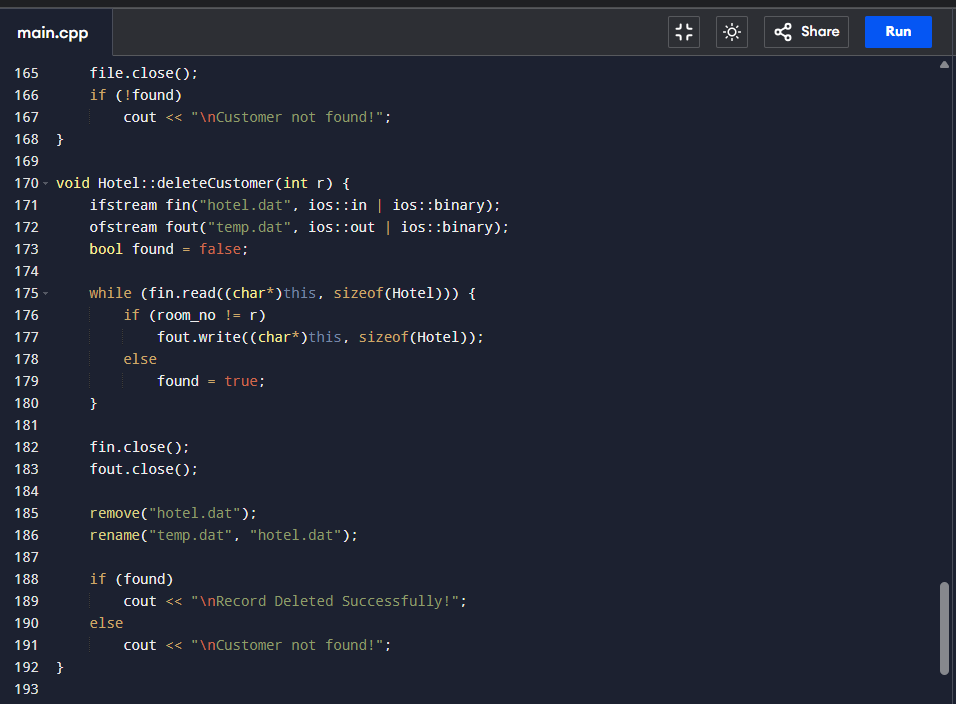 main.cpp
Share
Run
165 file.close();
166 if (!found)
167 cout << "\nCustomer not found!";
168 }
169
170 void Hotel::deleteCustomer(int r) {
171 ifstream fin("hotel.dat", ios::in | ios::binary);
172 ofstream fout("temp.dat", ios::out | ios::binary);
173 bool found = false;
174
175 while (fin.read((char*)this, sizeof(Hotel))) {
176 if (room_no != r)
177 fout.write((char*)this, sizeof(Hotel));
178 else
179 found = true;
180 }
181
182 fin.close();
183 fout.close();
184
185 remove("hotel.dat");
186 rename("temp.dat", "hotel.dat");
187
188 if (found)
189 cout << "\nRecord Deleted Successfully!";
190 else
191 cout << "\nCustomer not found!";
192 }
193